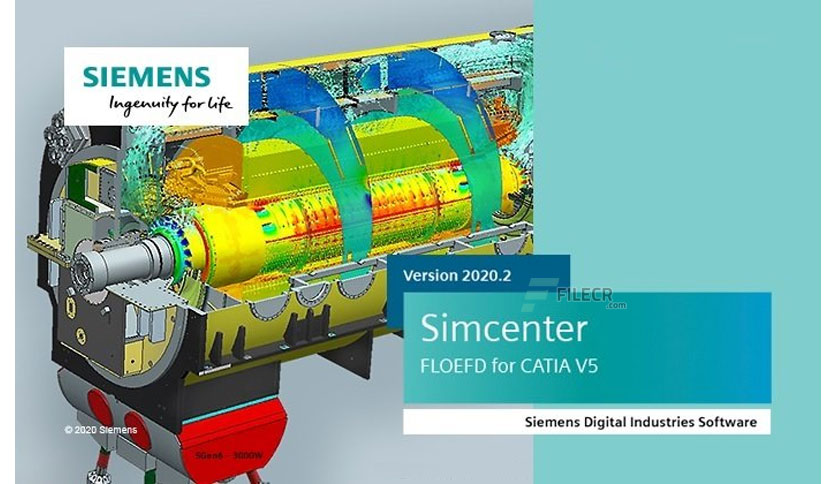 SIEMENS
Ingenuity for life
Version 2020.2
FILECR
.com
Simcenter
FLOEFD for CATIA V5
Siemens Digital Industries Software
© 2020 Siemens
SGen6 - 3000W